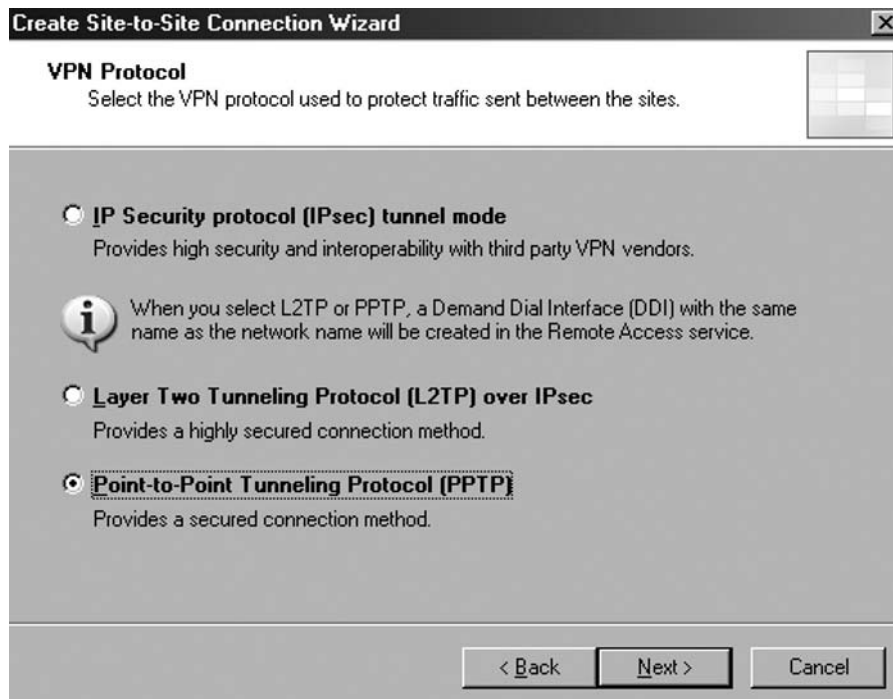 Create Site-to-Site Connection Wizard
VPN Protocol
Select the VPN protocol used to protect traffic sent between the sites.
IP Security protocol (IPsec) tunnel mode
Provides high security and interoperability with third party VPN vendors.
When you select L2TP or PPTP, a Demand Dial Interface (DDI) with the same
name as the network name will be created in the Remote Access service.
Layer Two Tunneling Protocol (L2TP) over IPsec
Provides a highly secured connection method.
Point-to-Point Tunneling Protocol (PPTP)
Provides a secured connection method.
< Back
Next >
Cancel